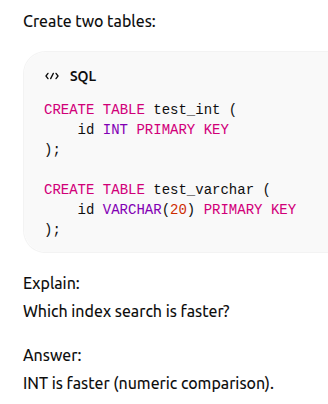 Create two tables:
SQL
CREATE TABLE test_int (
    id INT PRIMARY KEY
);
CREATE TABLE test_varchar (
    id VARCHAR(20) PRIMARY KEY
);
Explain:
Which index search is faster?
Answer:
INT is faster (numeric comparison).